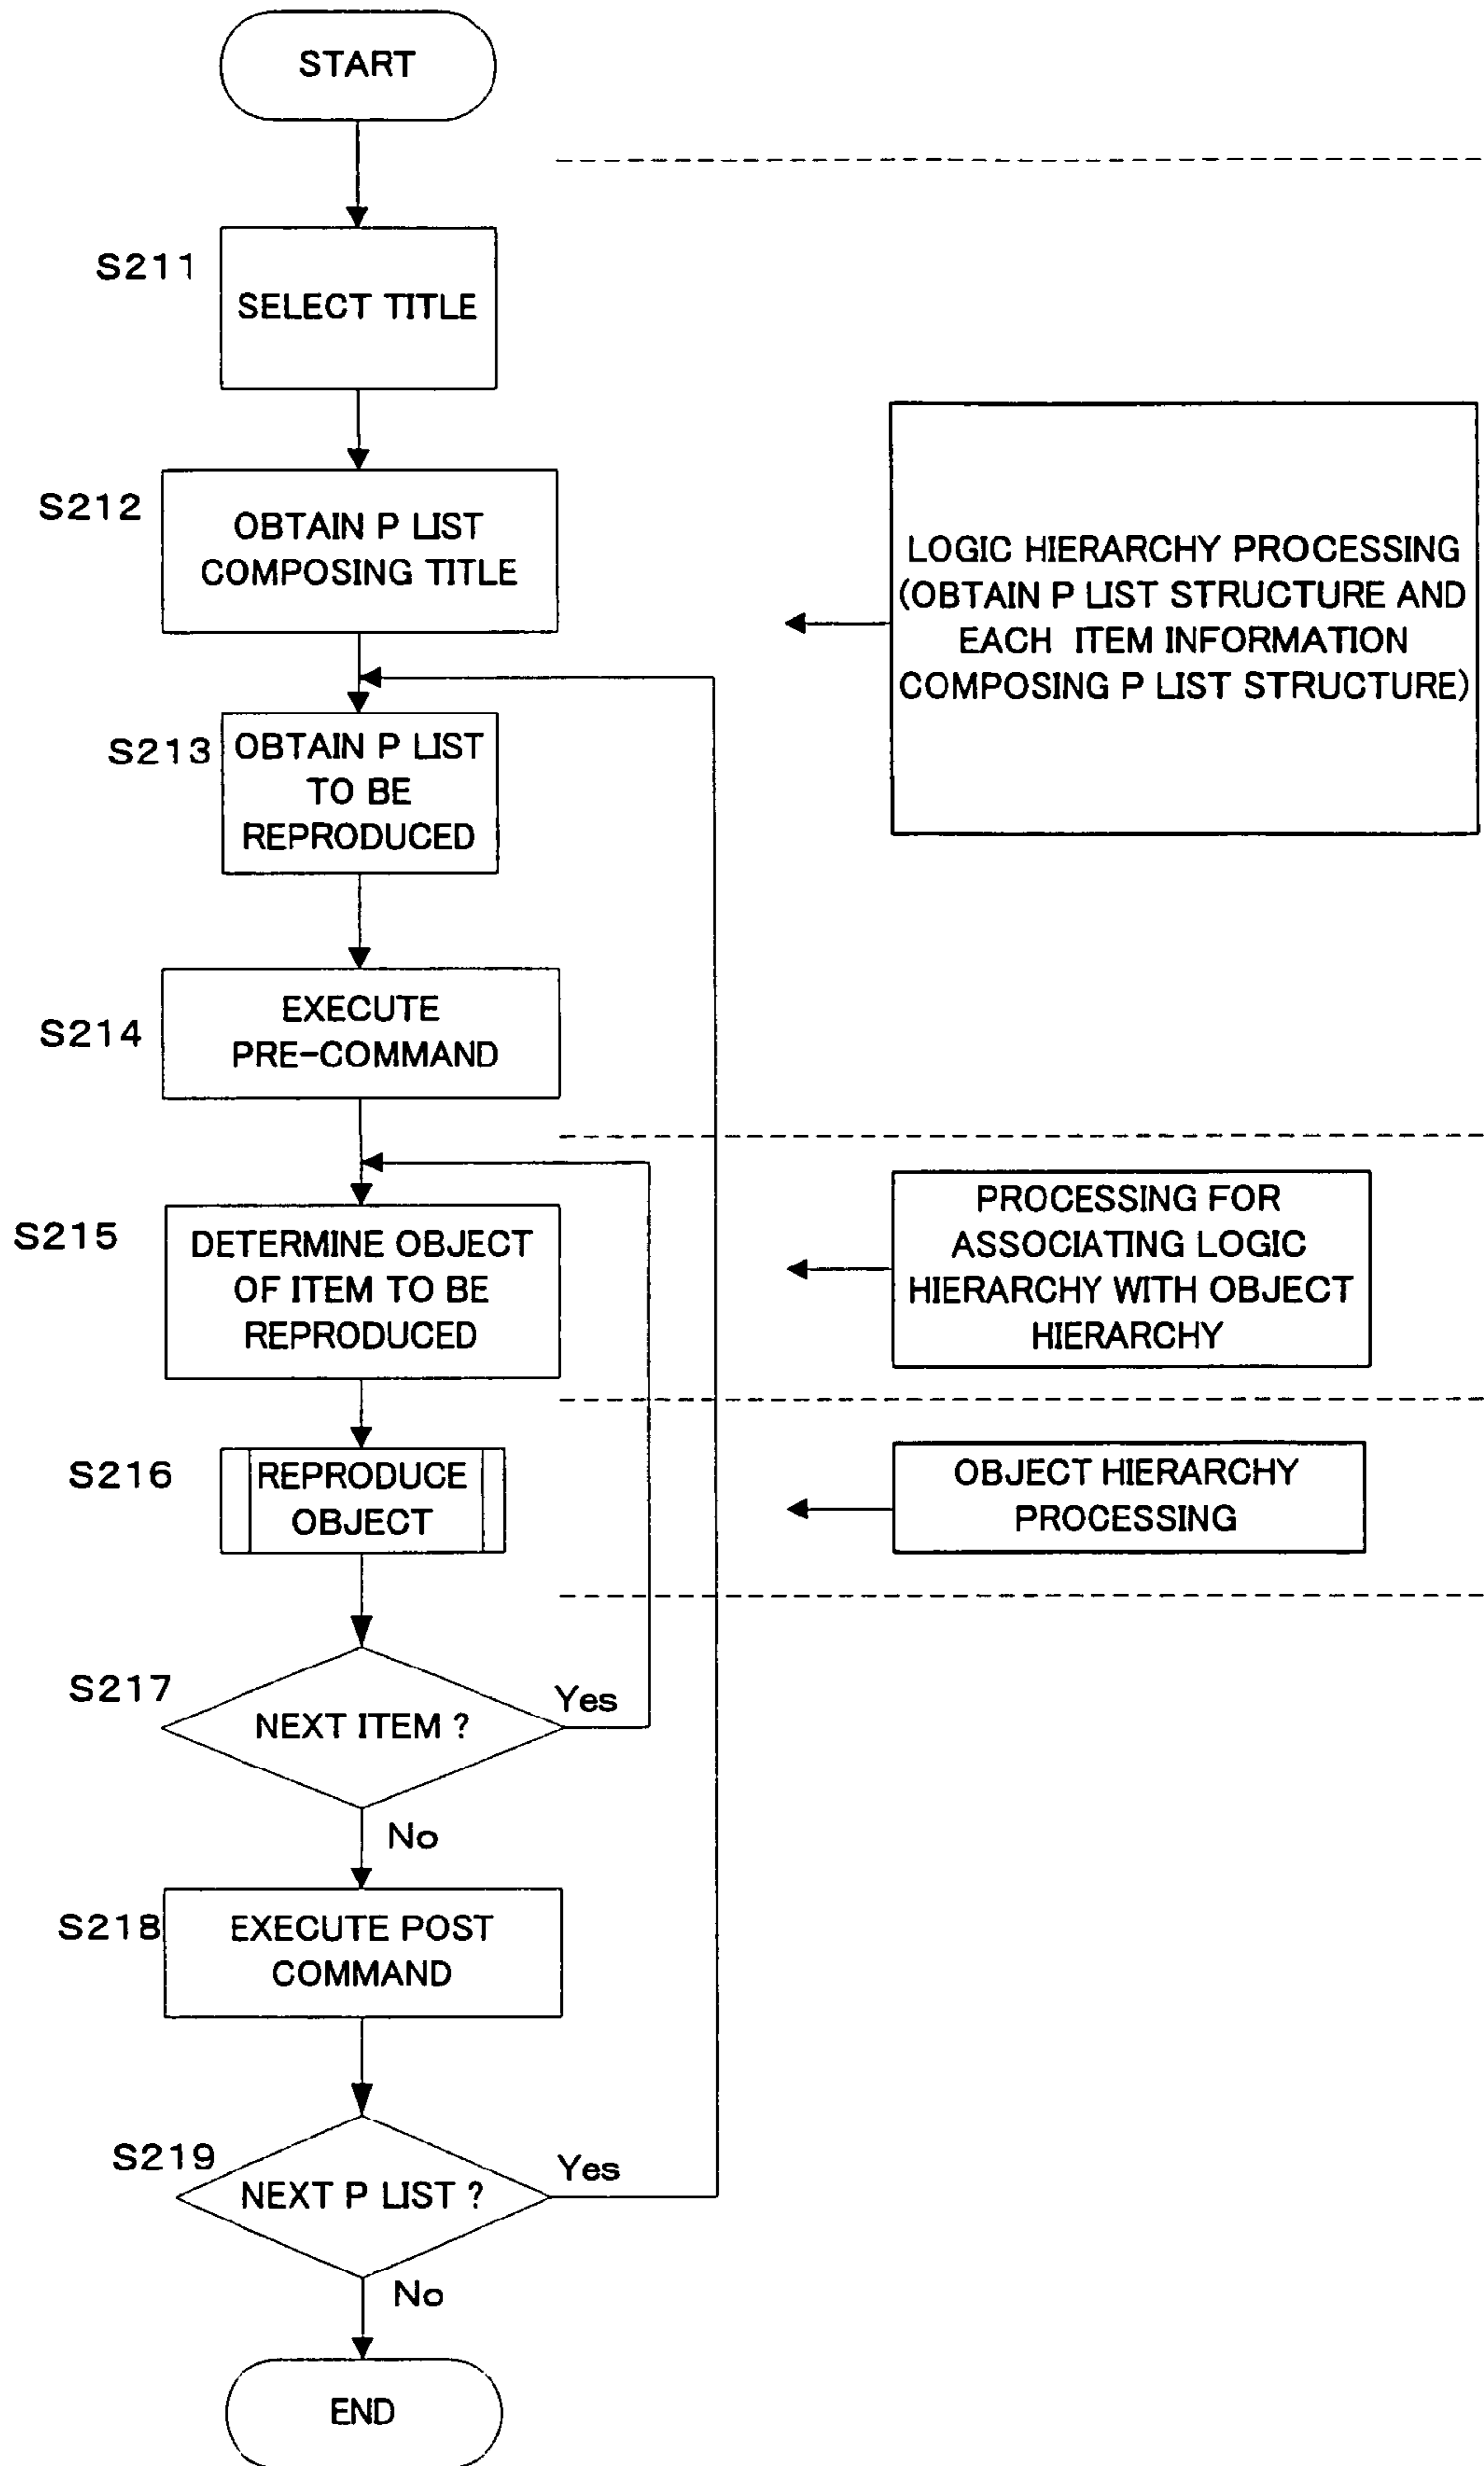 START
S211
SELECT TITLE
S212
OBTAIN P LIST
COMPOSING TITLE
LOGIC HIERARCHY PROCESSING
(OBTAIN P LIST STRUCTURE AND
EACH ITEM INFORMATION
COMPOSING P LIST STRUCTURE)
S213
OBTAIN P LIST
TO BE
REPRODUCED
S214
EXECUTE
PRE-COMMAND
S215
DETERMINE OBJECT
OF ITEM TO BE
REPRODUCED
PROCESSING FOR
ASSOCIATING LOGIC
HIERARCHY WITH OBJECT
HIERARCHY
S216
REPRODUCE
OBJECT
OBJECT HIERARCHY
PROCESSING
S217
NEXT ITEM ?
Yes
No
S218
EXECUTE POST
COMMAND
S219
NEXT P LIST ?
Yes
No
END